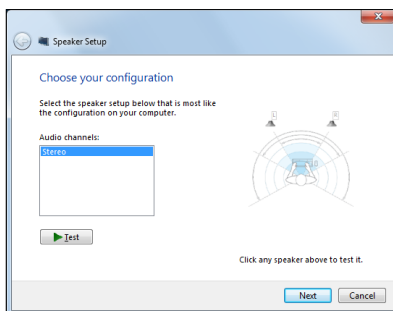 Speaker Setup
Choose your configuration
Select the speaker setup below that is most like
the configuration on your computer.
Audio channels:
Stereo
L
R
Test
Click any speaker above to test it.
Next
Cancel